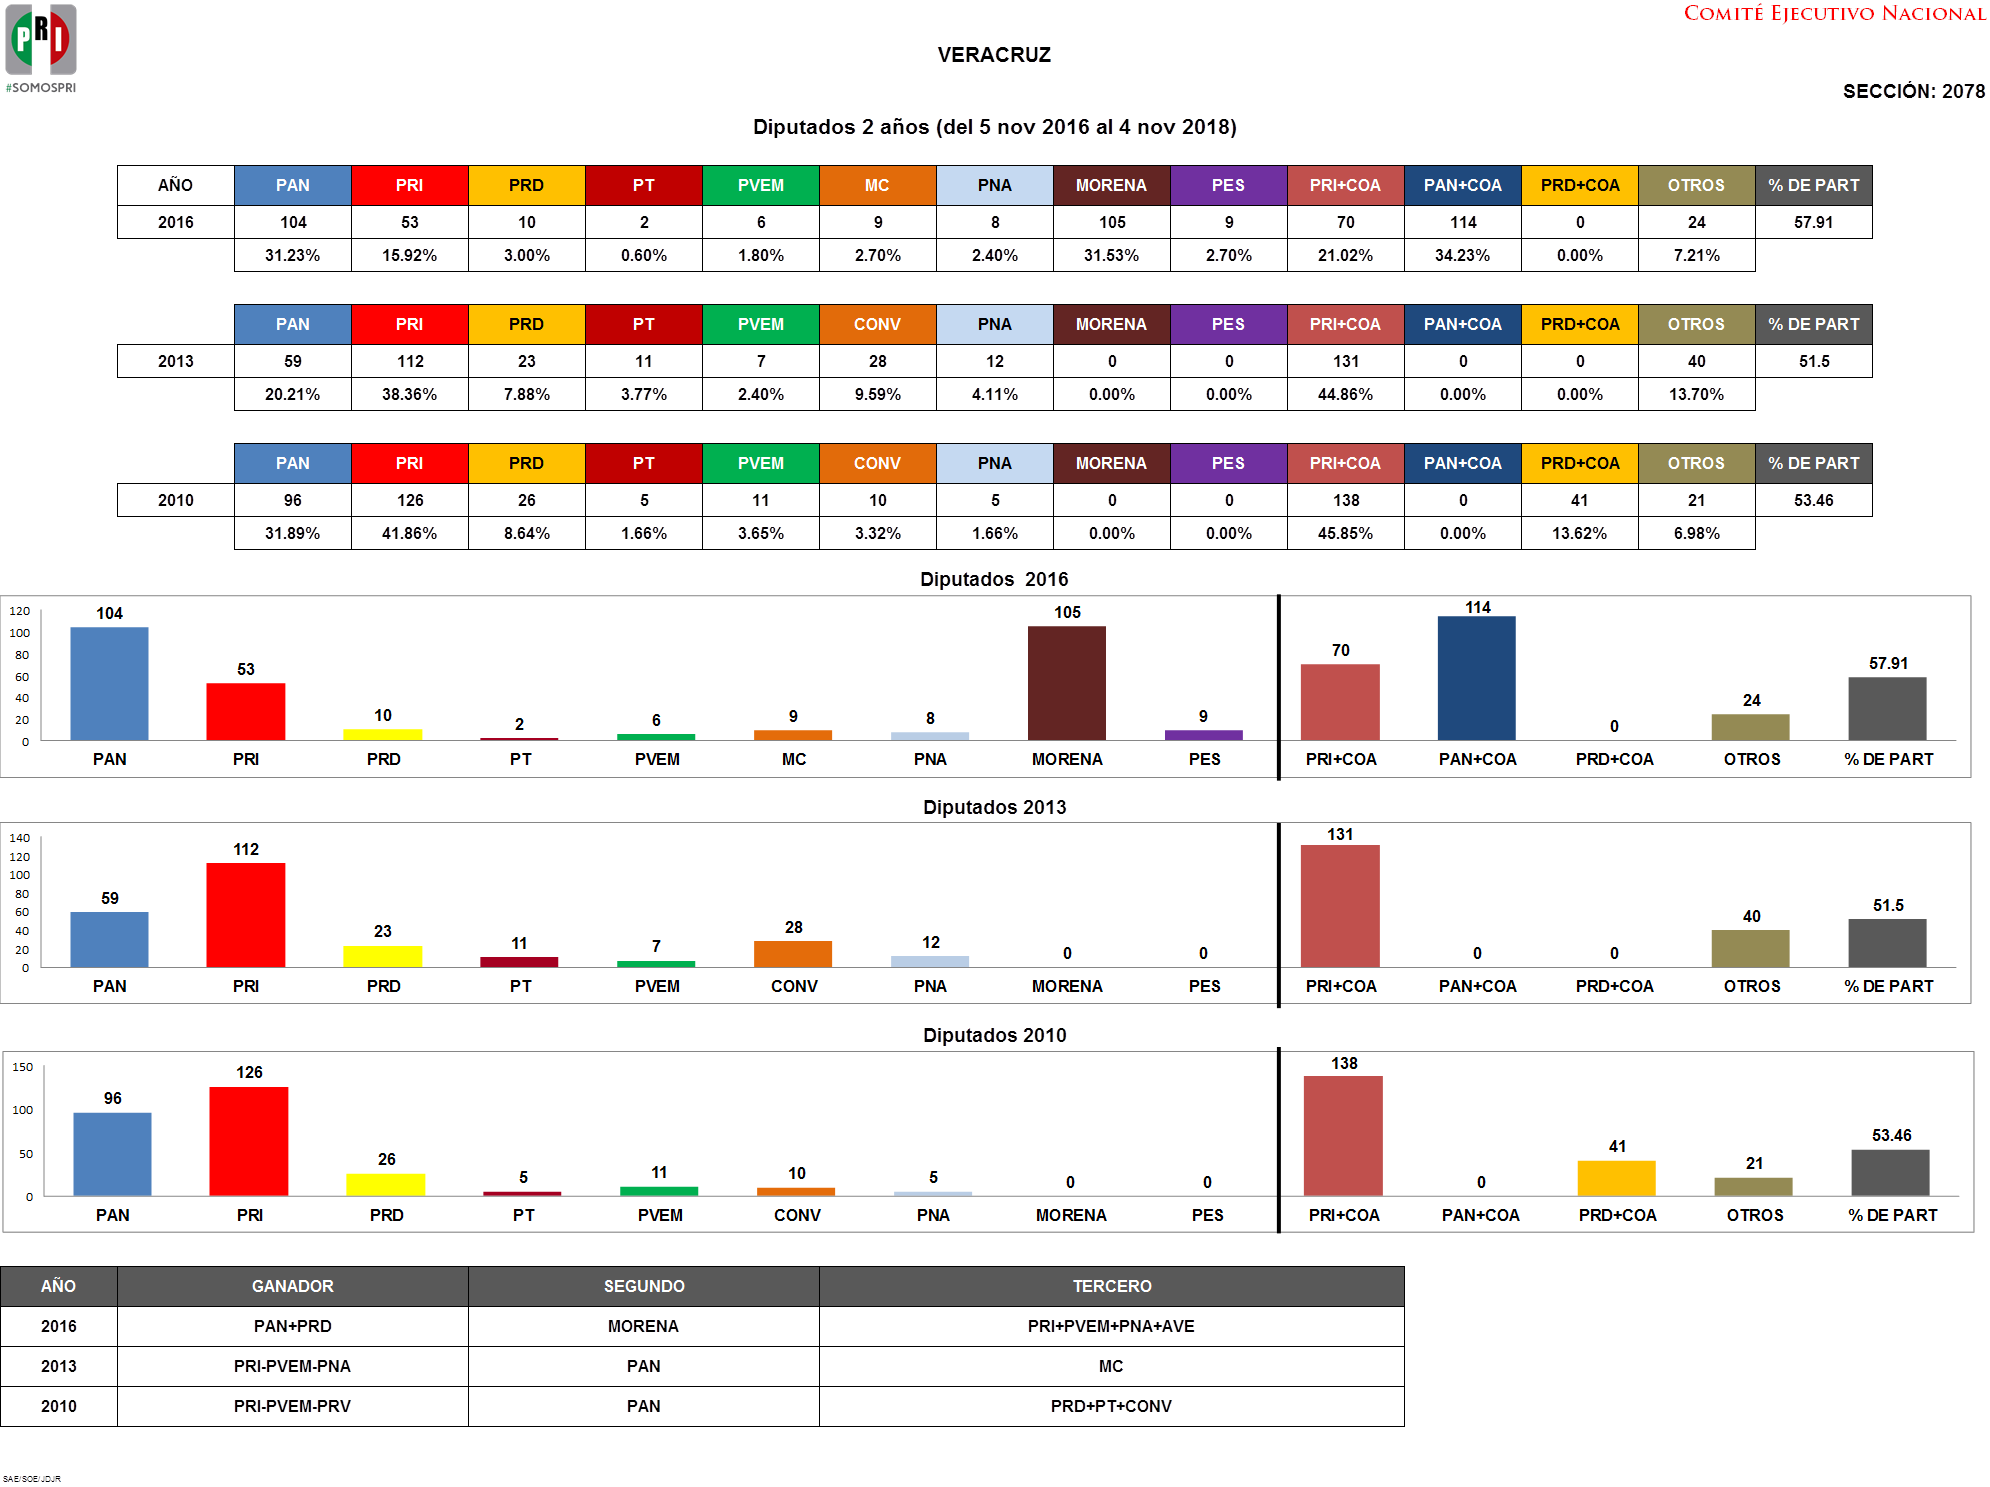 PRI
#SOMOSPRI
COMITÉ EJECUTIVO NACIONAL
VERACRUZ
SECCIÓN: 2078
Diputados 2 años (del 5 nov 2016 al 4 nov 2018)
AÑO PAN PRI PRD PT PVEM MC PNA MORENA PES PRI+COA PAN+COA PRD+COA OTROS % DE PART
2016 104 53 10 2 6 9 8 105 9 70 114 0 24 57.91
31.23% 15.92% 3.00% 0.60% 1.80% 2.70% 2.40% 31.53% 2.70% 21.02% 34.23% 0.00% 7.21%
PAN PRI PRD PT PVEM CONV PNA MORENA PES PRI+COA PAN+COA PRD+COA OTROS % DE PART
2013 59 112 23 11 7 28 12 0 0 131 0 0 40 51.5
20.21% 38.36% 7.88% 3.77% 2.40% 9.59% 4.11% 0.00% 0.00% 44.86% 0.00% 0.00% 13.70%
PAN PRI PRD PT PVEM CONV PNA MORENA PES PRI+COA PAN+COA PRD+COA OTROS % DE PART
2010 96 126 26 5 11 10 5 0 0 138 0 41 21 53.46
31.89% 41.86% 8.64% 1.66% 3.65% 3.32% 1.66% 0.00% 0.00% 45.85% 0.00% 13.62% 6.98%
Diputados 2016
120
100
80
60
40
20
0
104 53 10 2 6 9 8 105 9 70 114 0 24 57.91
PAN PRI PRD PT PVEM MC PNA MORENA PES PRI+COA PAN+COA PRD+COA OTROS % DE PART
Diputados 2013
140
120
100
80
60
40
20
0
59 112 23 11 7 28 12 0 0 131 0 0 40 51.5
PAN PRI PRD PT PVEM CONV PNA MORENA PES PRI+COA PAN+COA PRD+COA OTROS % DE PART
Diputados 2010
150
100
50
0
96 126 26 5 11 10 5 0 0 138 0 41 21 53.46
PAN PRI PRD PT PVEM CONV PNA MORENA PES PRI+COA PAN+COA PRD+COA OTROS % DE PART
AÑO GANADOR SEGUNDO TERCERO
2016 PAN+PRD MORENA PRI+PVEM+PNA+AVE
2013 PRI-PVEM-PNA PAN MC
2010 PRI-PVEM-PRV PAN PRD+PT+CONV
SAE/SOE/JDJR